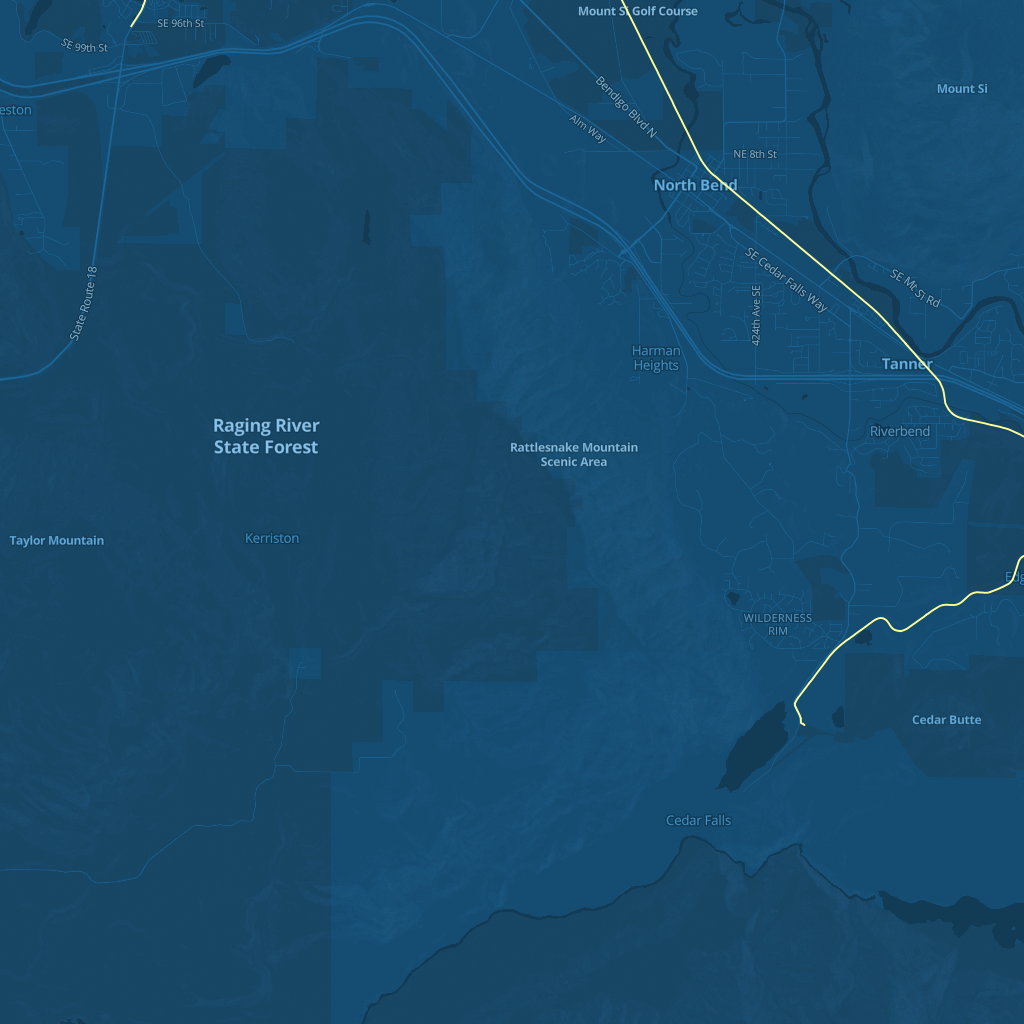 Mount Si Golf Course
SE 96th St
SE 99th St
Mount Si
Bendigo Blvd N
eston
Alm Way
NE 8th St
North Bend
SE Cedar Falls Way
SE Mt Si Rd
State Route 18
424th Ave SE
Harman
Heights
Tanner
Raging River
State Forest
Riverbend
Rattlesnake Mountain
Scenic Area
Taylor Mountain
Kerriston
Edg
WILDERNESS
RIM
Cedar Butte
Cedar Falls